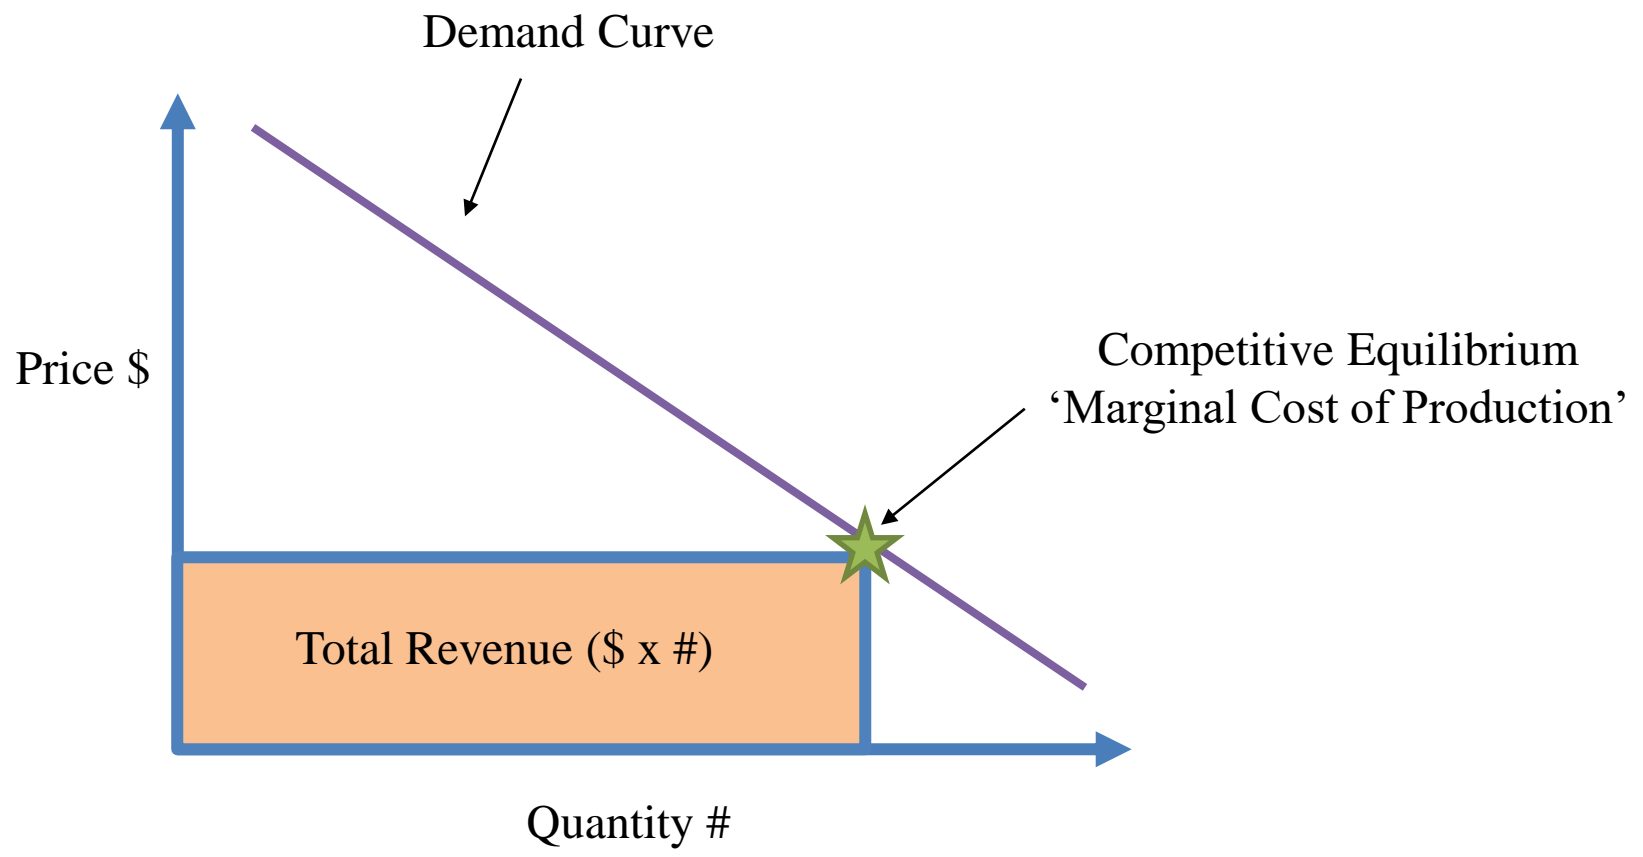 Demand Curve
Price $
Competitive Equilibrium
‘Marginal Cost of Production’
Total Revenue ($ x #)
Quantity #